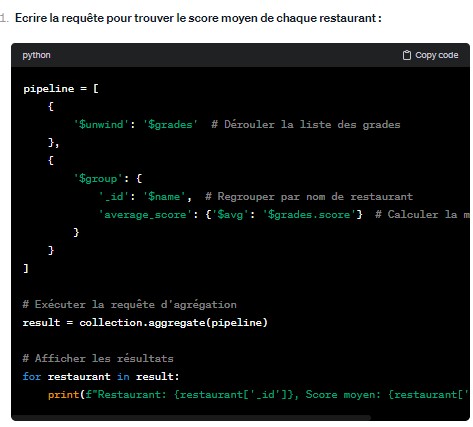 1. Ecrire la requête pour trouver le score moyen de chaque restaurant :
python Copy code
pipeline = [
    {
        '$unwind': '$grades'  # Dérouler la liste des grades
    },
    {
        '$group': {
            '_id': '$name',  # Regrouper par nom de restaurant
            'average_score': {'$avg': '$grades.score'}  # Calculer la m
        }
    }
]
# Exécuter la requête d'agrégation
result = collection.aggregate(pipeline)
# Afficher les résultats
for restaurant in result:
    print(f"Restaurant: {restaurant['_id']}, Score moyen: {restaurant['